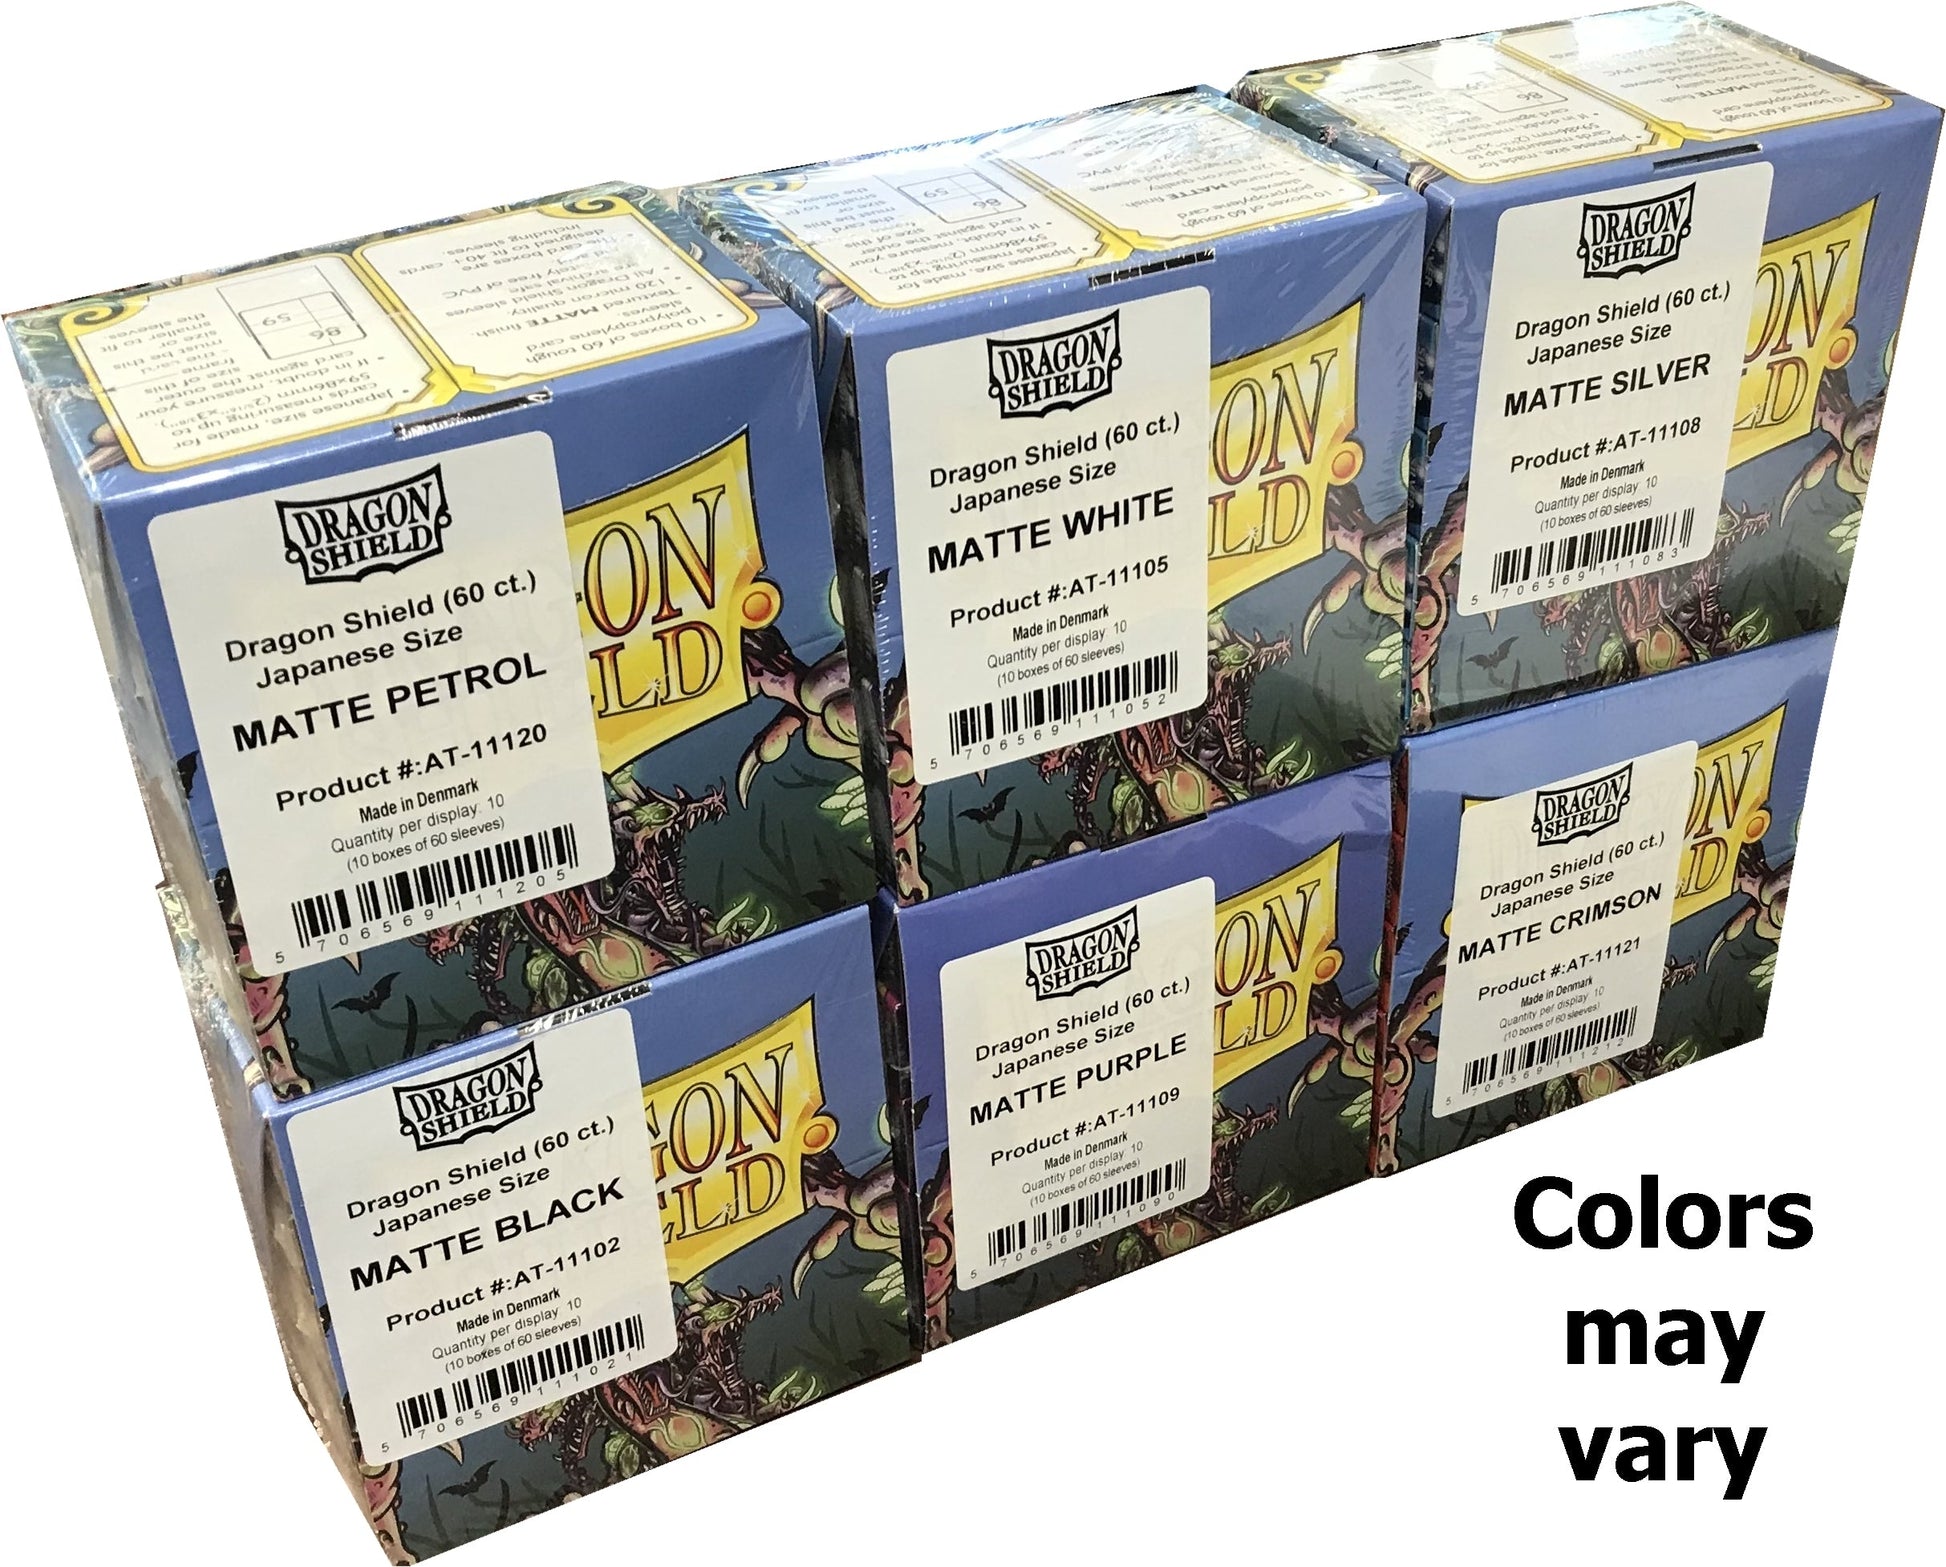 DRAGON
SHIELD
Dragon Shield (60 ct.)
Japanese Size
MATTE PETROL
Product #:AT-11120
Made in Denmark
Quantity per display: 10
(10 boxes of 60 sleeves)
5 706569 111205
DRAGON
SHIELD
Dragon Shield (60 ct.)
Japanese Size
MATTE WHITE
Product #:AT-11105
Made in Denmark
Quantity per display: 10
(10 boxes of 60 sleeves)
5 706569 111052
DRAGON
SHIELD
Dragon Shield (60 ct.)
Japanese Size
MATTE SILVER
Product #:AT-11108
Made in Denmark
Quantity per display: 10
(10 boxes of 60 sleeves)
5 706569 111083
DRAGON
SHIELD
Dragon Shield (60 ct.)
Japanese Size
MATTE BLACK
Product #:AT-11102
Made in Denmark
Quantity per display: 10
(10 boxes of 60 sleeves)
5 706569 111021
DRAGON
SHIELD
Dragon Shield (60 ct.)
Japanese Size
MATTE PURPLE
Product #:AT-11109
Made in Denmark
Quantity per display: 10
(10 boxes of 60 sleeves)
5 706569 111090
DRAGON
SHIELD
Dragon Shield (60 ct.)
Japanese Size
MATTE CRIMSON
Product #:AT-11121
Made in Denmark
Quantity per display: 10
(10 boxes of 60 sleeves)
5 706569 111212
Colors
may
vary